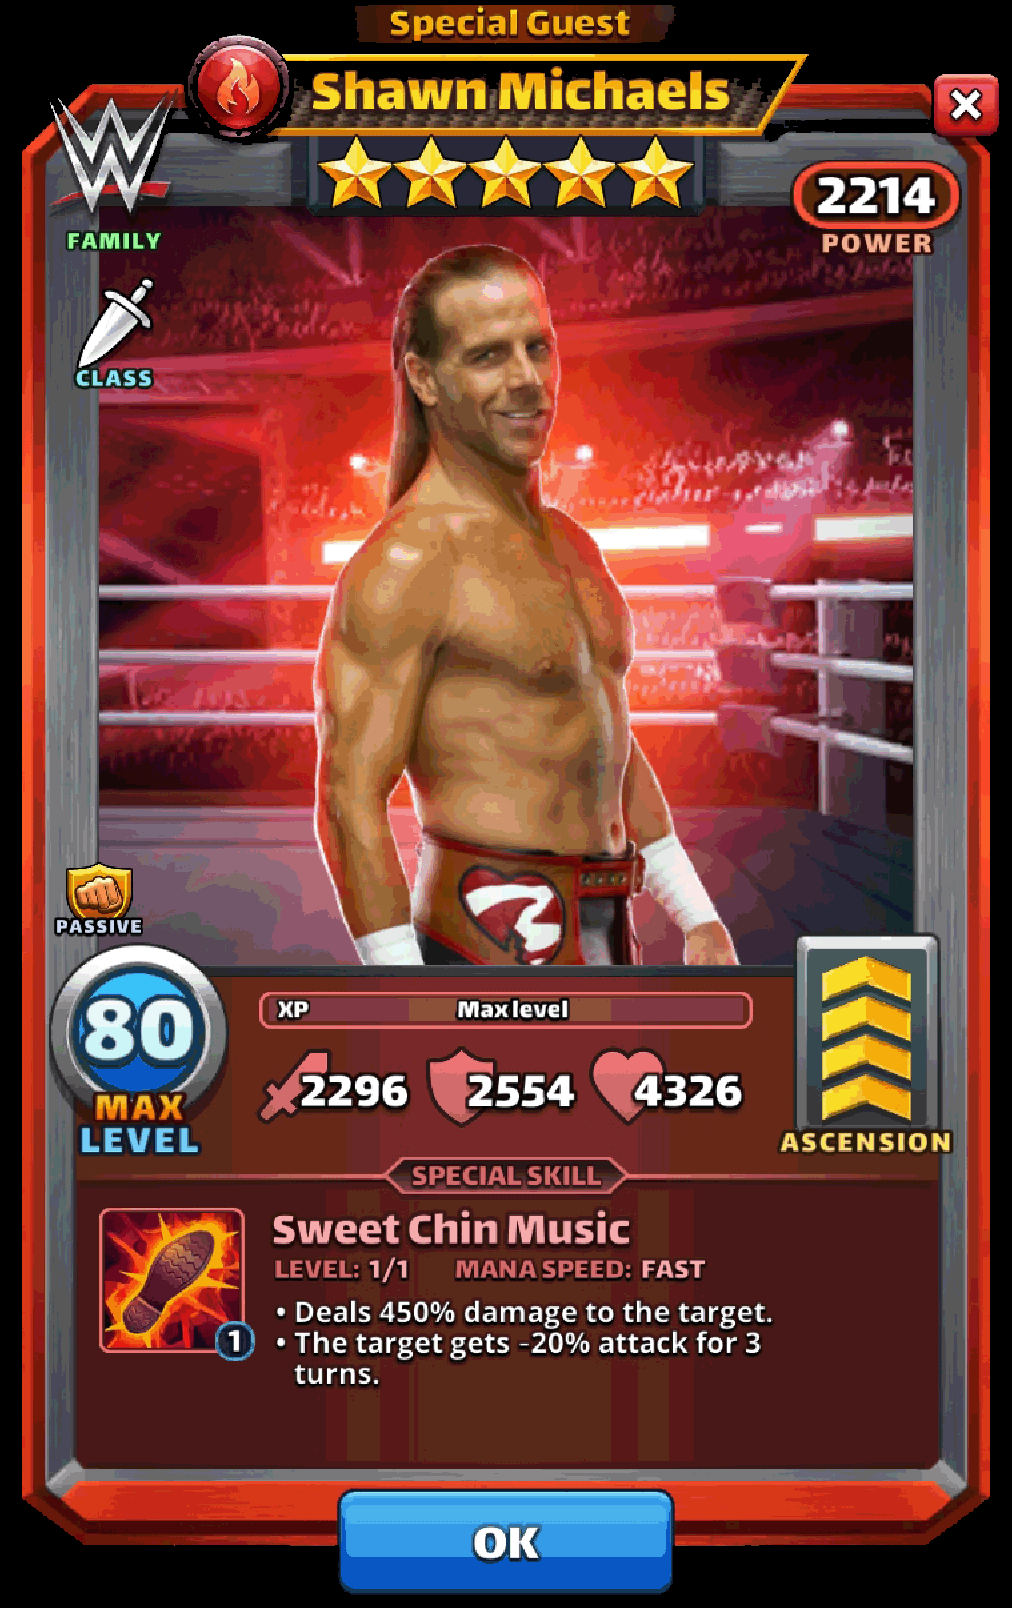 Special Guest
Shawn Michaels
2214
POWER
FAMILY
CLASS
PASSIVE
80
MAX
LEVEL
XP Max level
2296 2554 4326
ASCENSION
SPECIAL SKILL
Sweet Chin Music
LEVEL: 1/1 MANA SPEED: FAST
• Deals 450% damage to the target.
1
• The target gets -20% attack for 3
turns.
OK